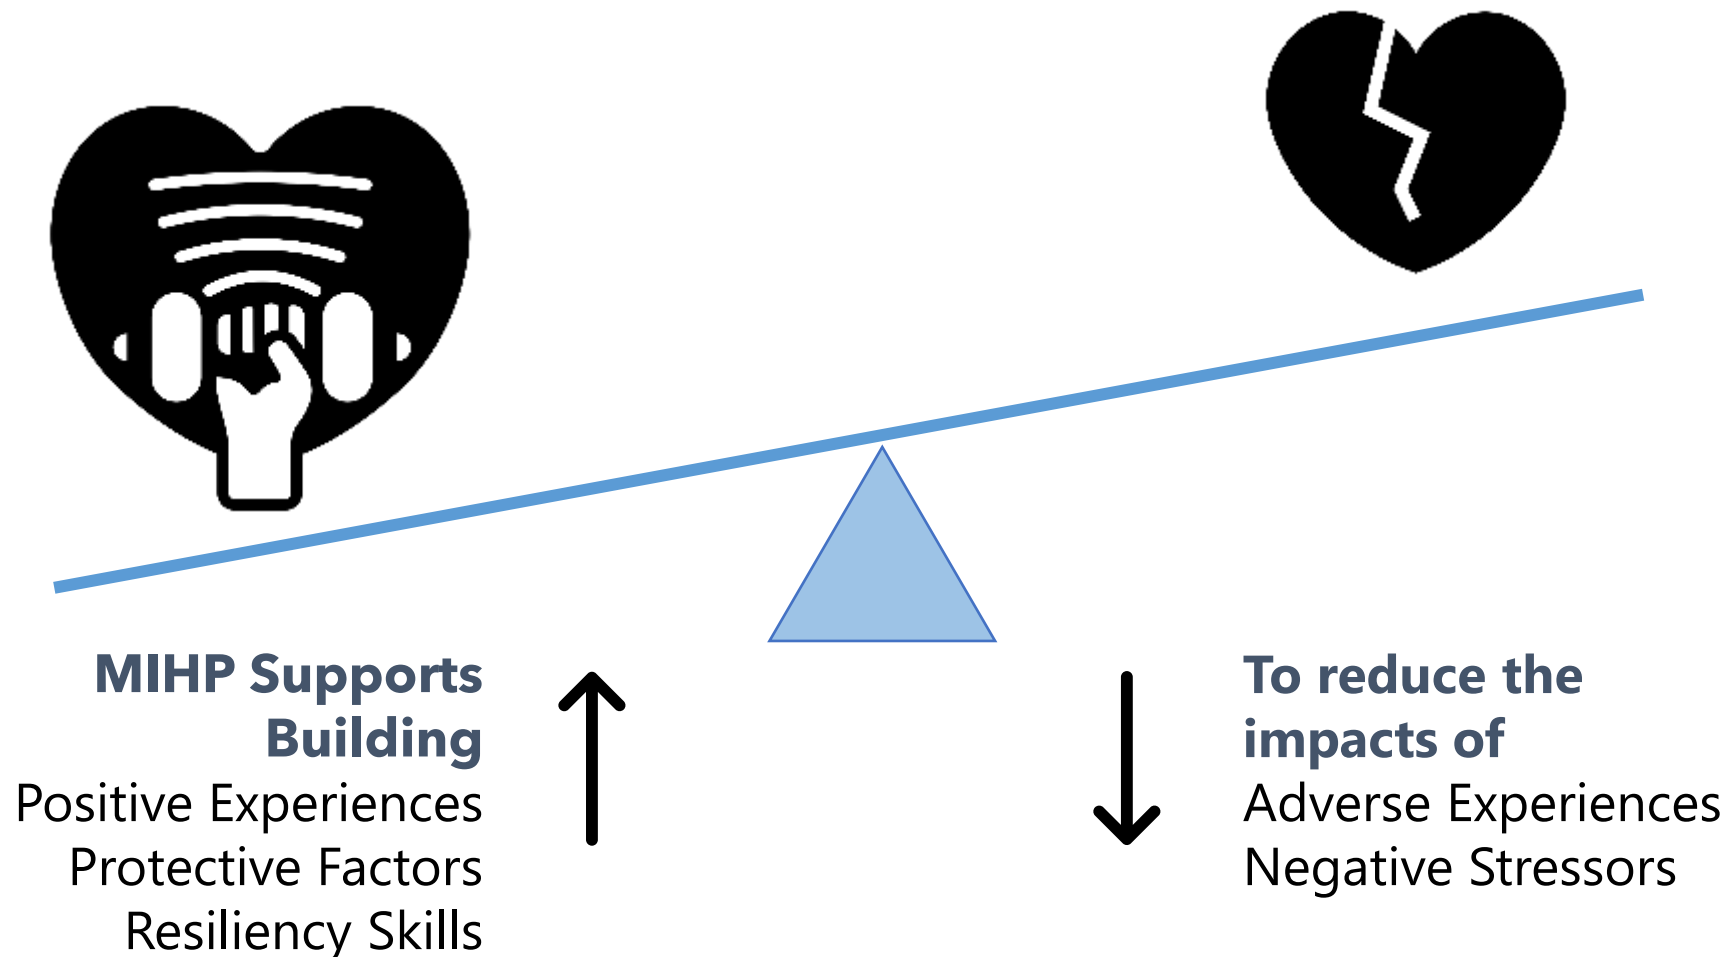 MIHP Supports
Building
Positive Experiences
Protective Factors
Resiliency Skills
To reduce the
impacts of
Adverse Experiences
Negative Stressors